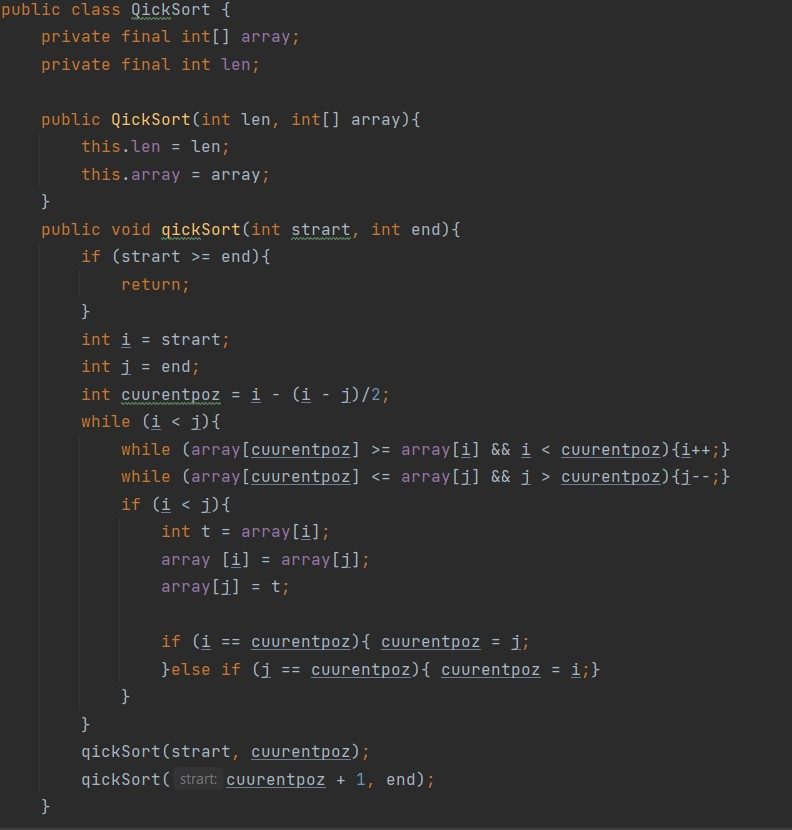 public class QickSort {
    private final int[] array;
    private final int len;

    public QickSort(int len, int[] array){
        this.len = len;
        this.array = array;
    }
    public void qickSort(int strart, int end){
        if (strart >= end){
            return;
        }
        int i = strart;
        int j = end;
        int cuurentpoz = i - (i - j)/2;
        while (i < j){
            while (array[cuurentpoz] >= array[i] && i < cuurentpoz){i++;}
            while (array[cuurentpoz] <= array[j] && j > cuurentpoz){j--;}
            if (i < j){
                int t = array[i];
                array [i] = array[j];
                array[j] = t;

                if (i == cuurentpoz){ cuurentpoz = j;
                }else if (j == cuurentpoz){ cuurentpoz = i;}
            }
        }
        qickSort(strart, cuurentpoz);
        qickSort( strart: cuurentpoz + 1, end);
    }